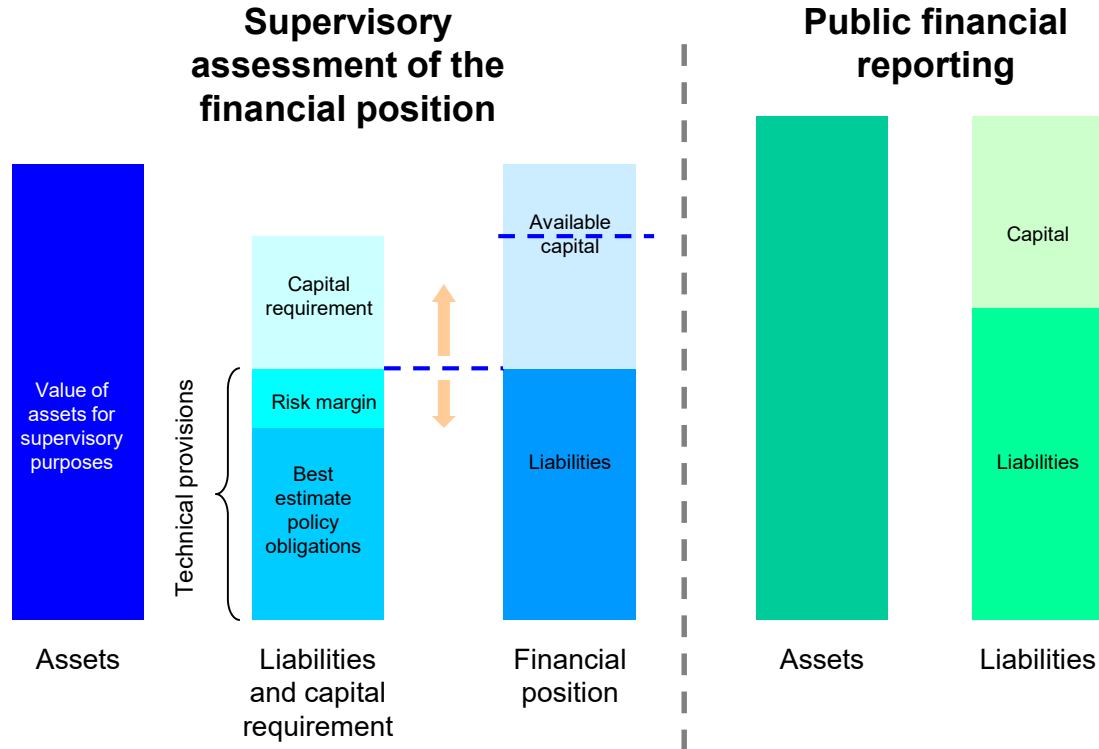 Supervisory
assessment of the
financial position
Public financial
reporting
Value of
assets for
supervisory
purposes
Technical provisions
Capital
requirement
Risk margin
Best
estimate
policy
obligations
Available
capital
Liabilities
Capital
Liabilities
Assets
Liabilities
and capital
requirement
Financial
position
Assets
Liabilities